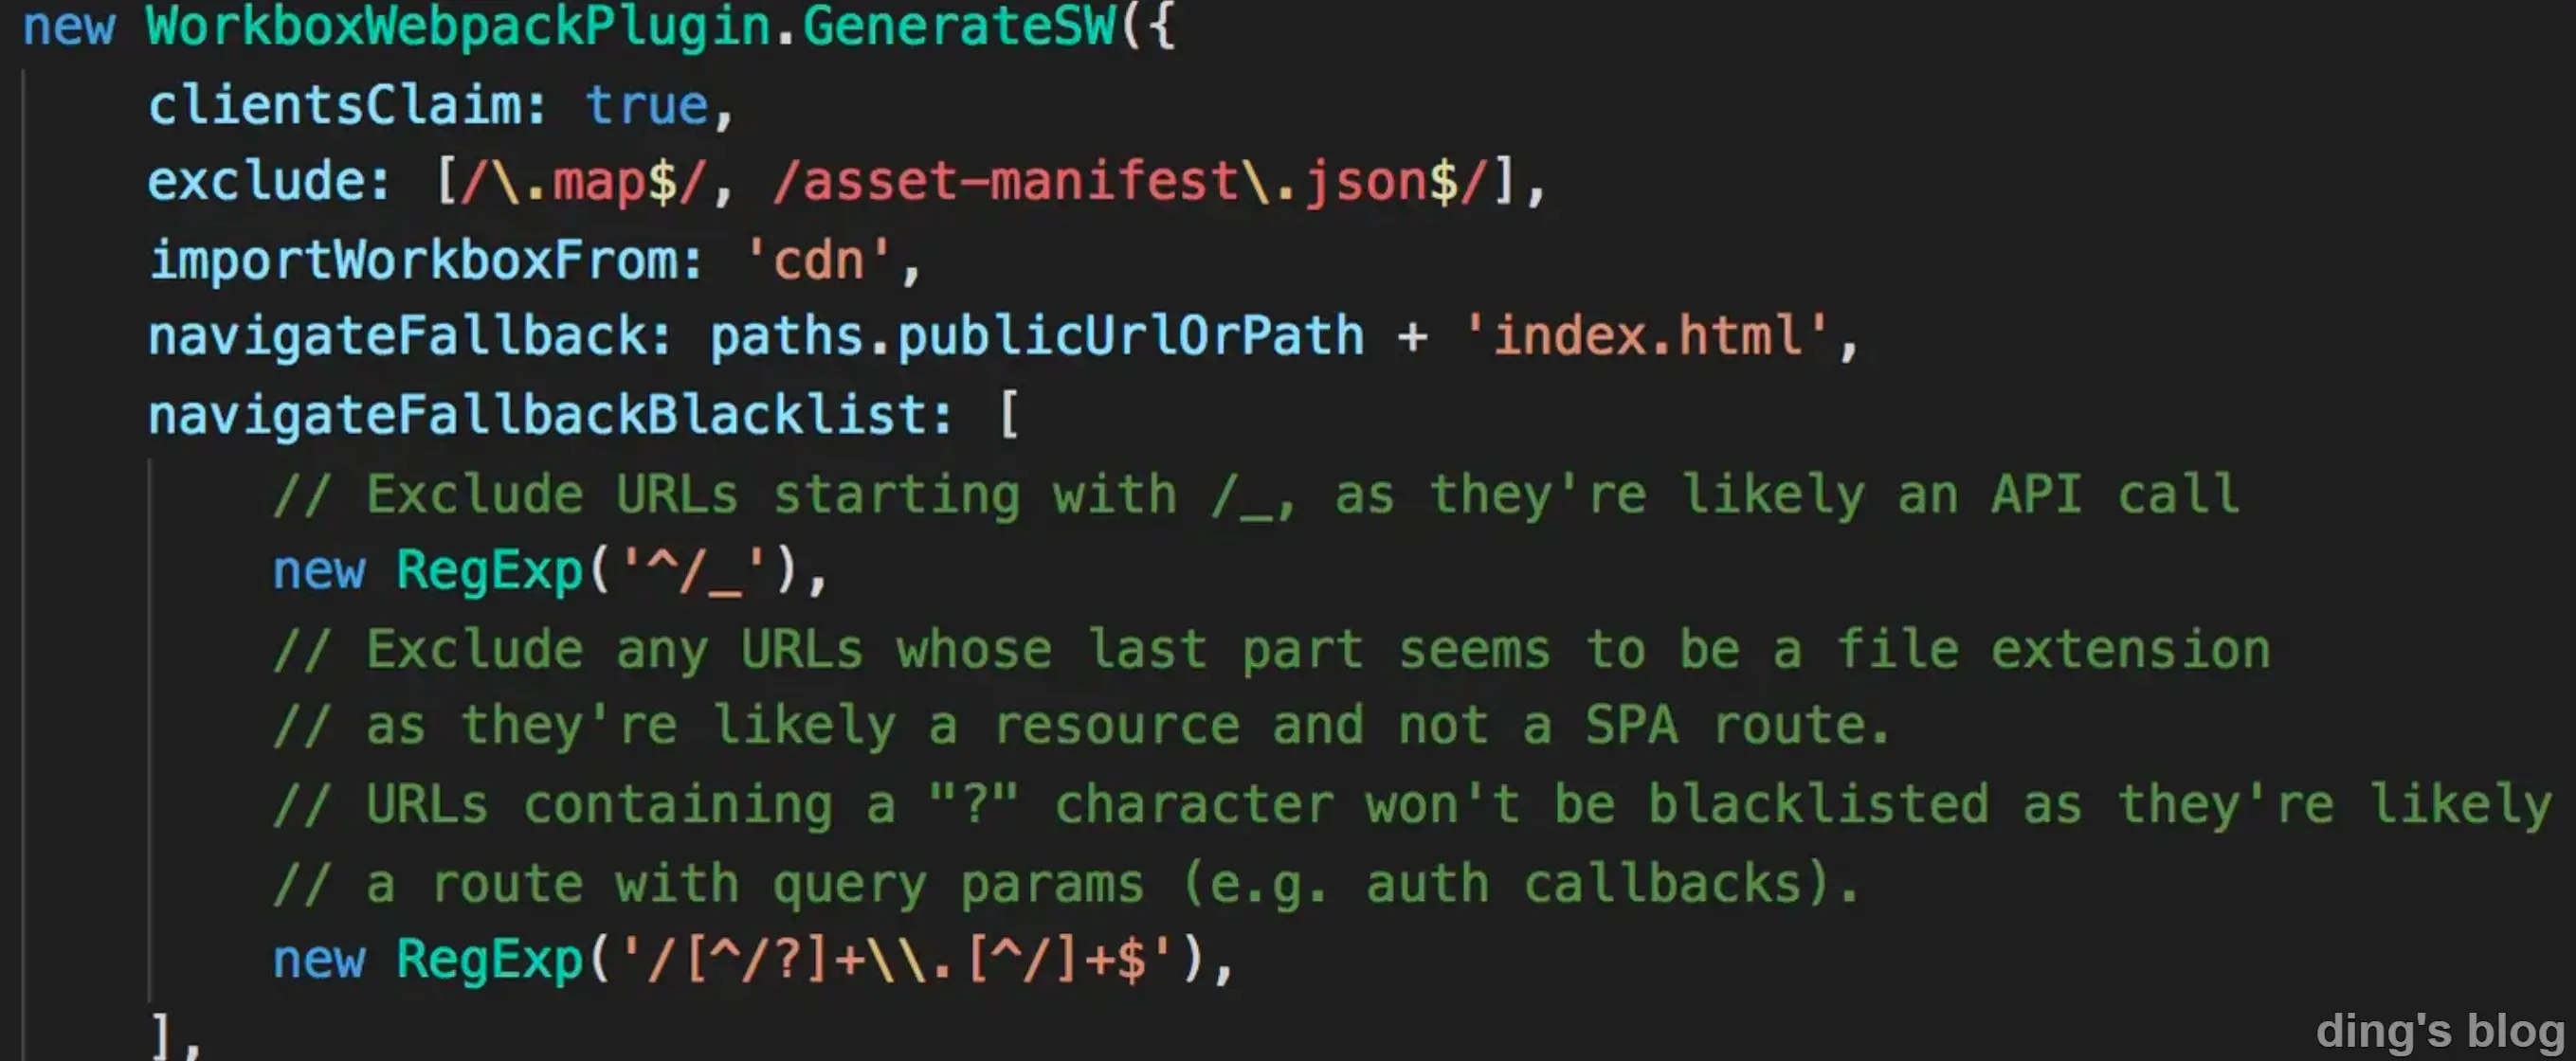 new WorkboxWebpackPlugin.GenerateSW({
    clientsClaim: true,
    exclude: [/\.map$/, /asset-manifest\.json$/],
    importWorkboxFrom: 'cdn',
    navigateFallback: paths.publicUrlOrPath + 'index.html',
    navigateFallbackBlacklist: [
        // Exclude URLs starting with /_, as they're likely an API call
        new RegExp('^/_'),
        // Exclude any URLs whose last part seems to be a file extension
        // as they're likely a resource and not a SPA route.
        // URLs containing a "?" character won't be blacklisted as they're likely
        // a route with query params (e.g. auth callbacks).
        new RegExp('/[^/?]+\\.[^/]+$'),
    ],
ding's blog